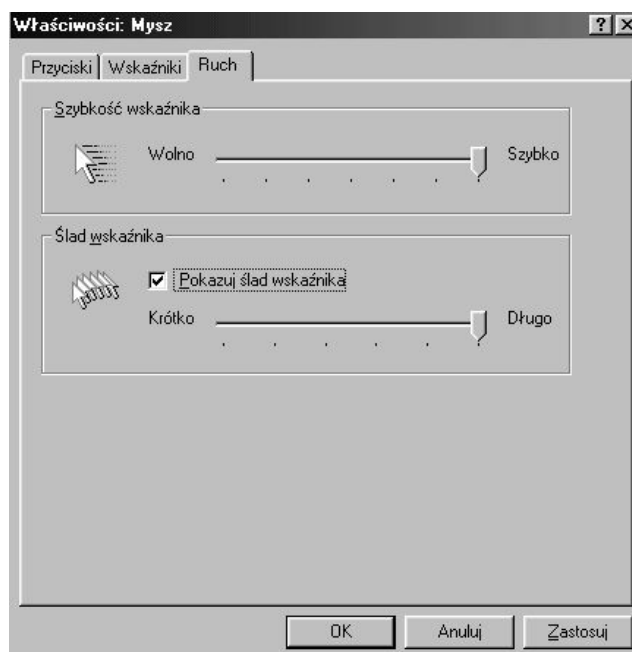 Właściwości: Mysz
Przyciski Wskaźniki Ruch
Szybkość wskaźnika
Wolno Szybko
Ślad wskaźnika
Pokazuj ślad wskaźnika
Krótko Długo
OK Anuluj Zastosuj